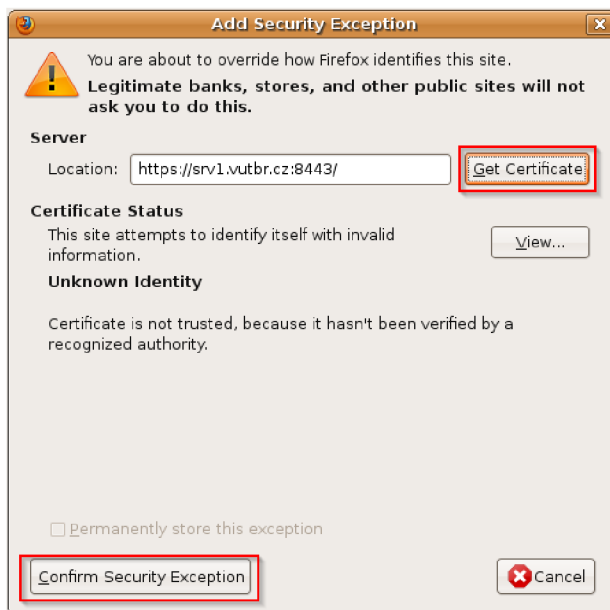 Add Security Exception
You are about to override how Firefox identifies this site.
Legitimate banks, stores, and other public sites will not
ask you to do this.
Server
Location: https://srv1.vutbr.cz:8443/ Get Certificate
Certificate Status
This site attempts to identify itself with invalid
information.
View...
Unknown Identity
Certificate is not trusted, because it hasn't been verified by a
recognized authority.
Permanently store this exception
Confirm Security Exception Cancel